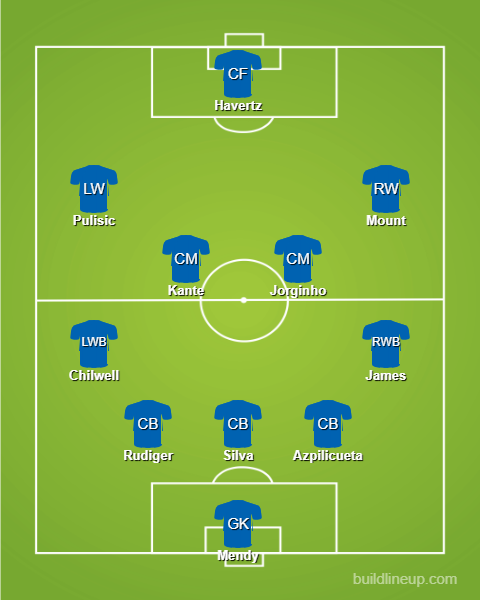 CF
Havertz
LW
RW
Pulisic
Mount
CM
CM
Kante
Jorginho
LWB
RWB
Chilwell
James
CB
CB
CB
Rudiger
Silva
Azpilicueta
GK
Mendy
buildlineup.com